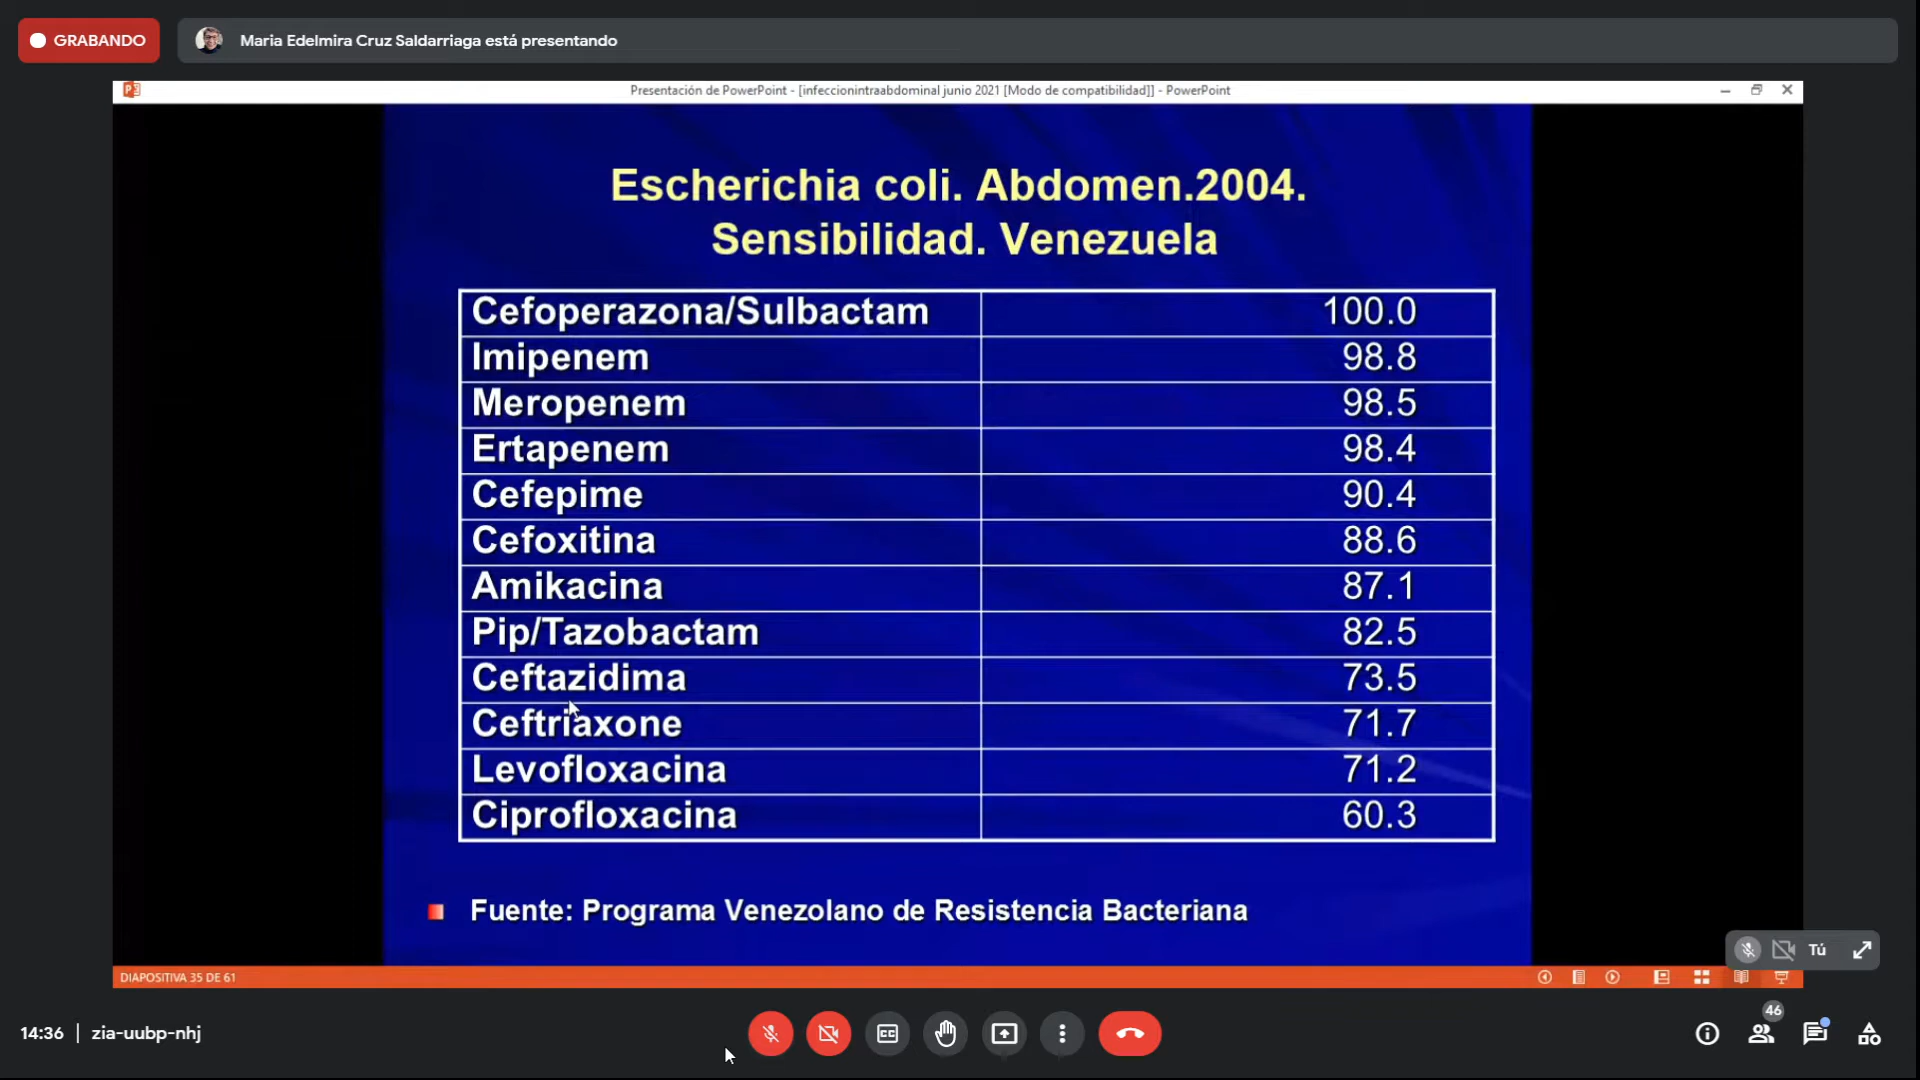 GRABANDO
Maria Edelmira Cruz Saldarriaga está presentando
Presentación de PowerPoint - [infeccionintraabdominal junio 2021 [Modo de compatibilidad]] - PowerPoint
Escherichia coli. Abdomen.2004.
Sensibilidad. Venezuela
Cefoperazona/Sulbactam 100.0
Imipenem 98.8
Meropenem 98.5
Ertapenem 98.4
Cefepime 90.4
Cefoxitina 88.6
Amikacina 87.1
Pip/Tazobactam 82.5
Ceftazidima 73.5
Ceftriaxone 71.7
Levofloxacina 71.2
Ciprofloxacina 60.3
Fuente: Programa Venezolano de Resistencia Bacteriana
Tú
DIAPOSITIVA 35 DE 61
14:36 | zia-uubp-nhj
CC
46